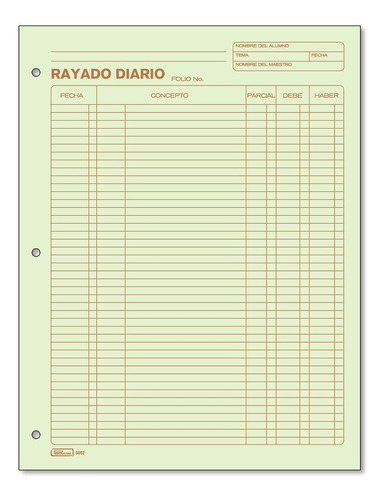 NOMBRE DEL ALUMNO
TEMA FECHA
NOMBRE DEL MAESTRO
RAYADO DIARIO FOLIO No.
FECHA CONCEPTO PARCIAL DEBE HABER
5082